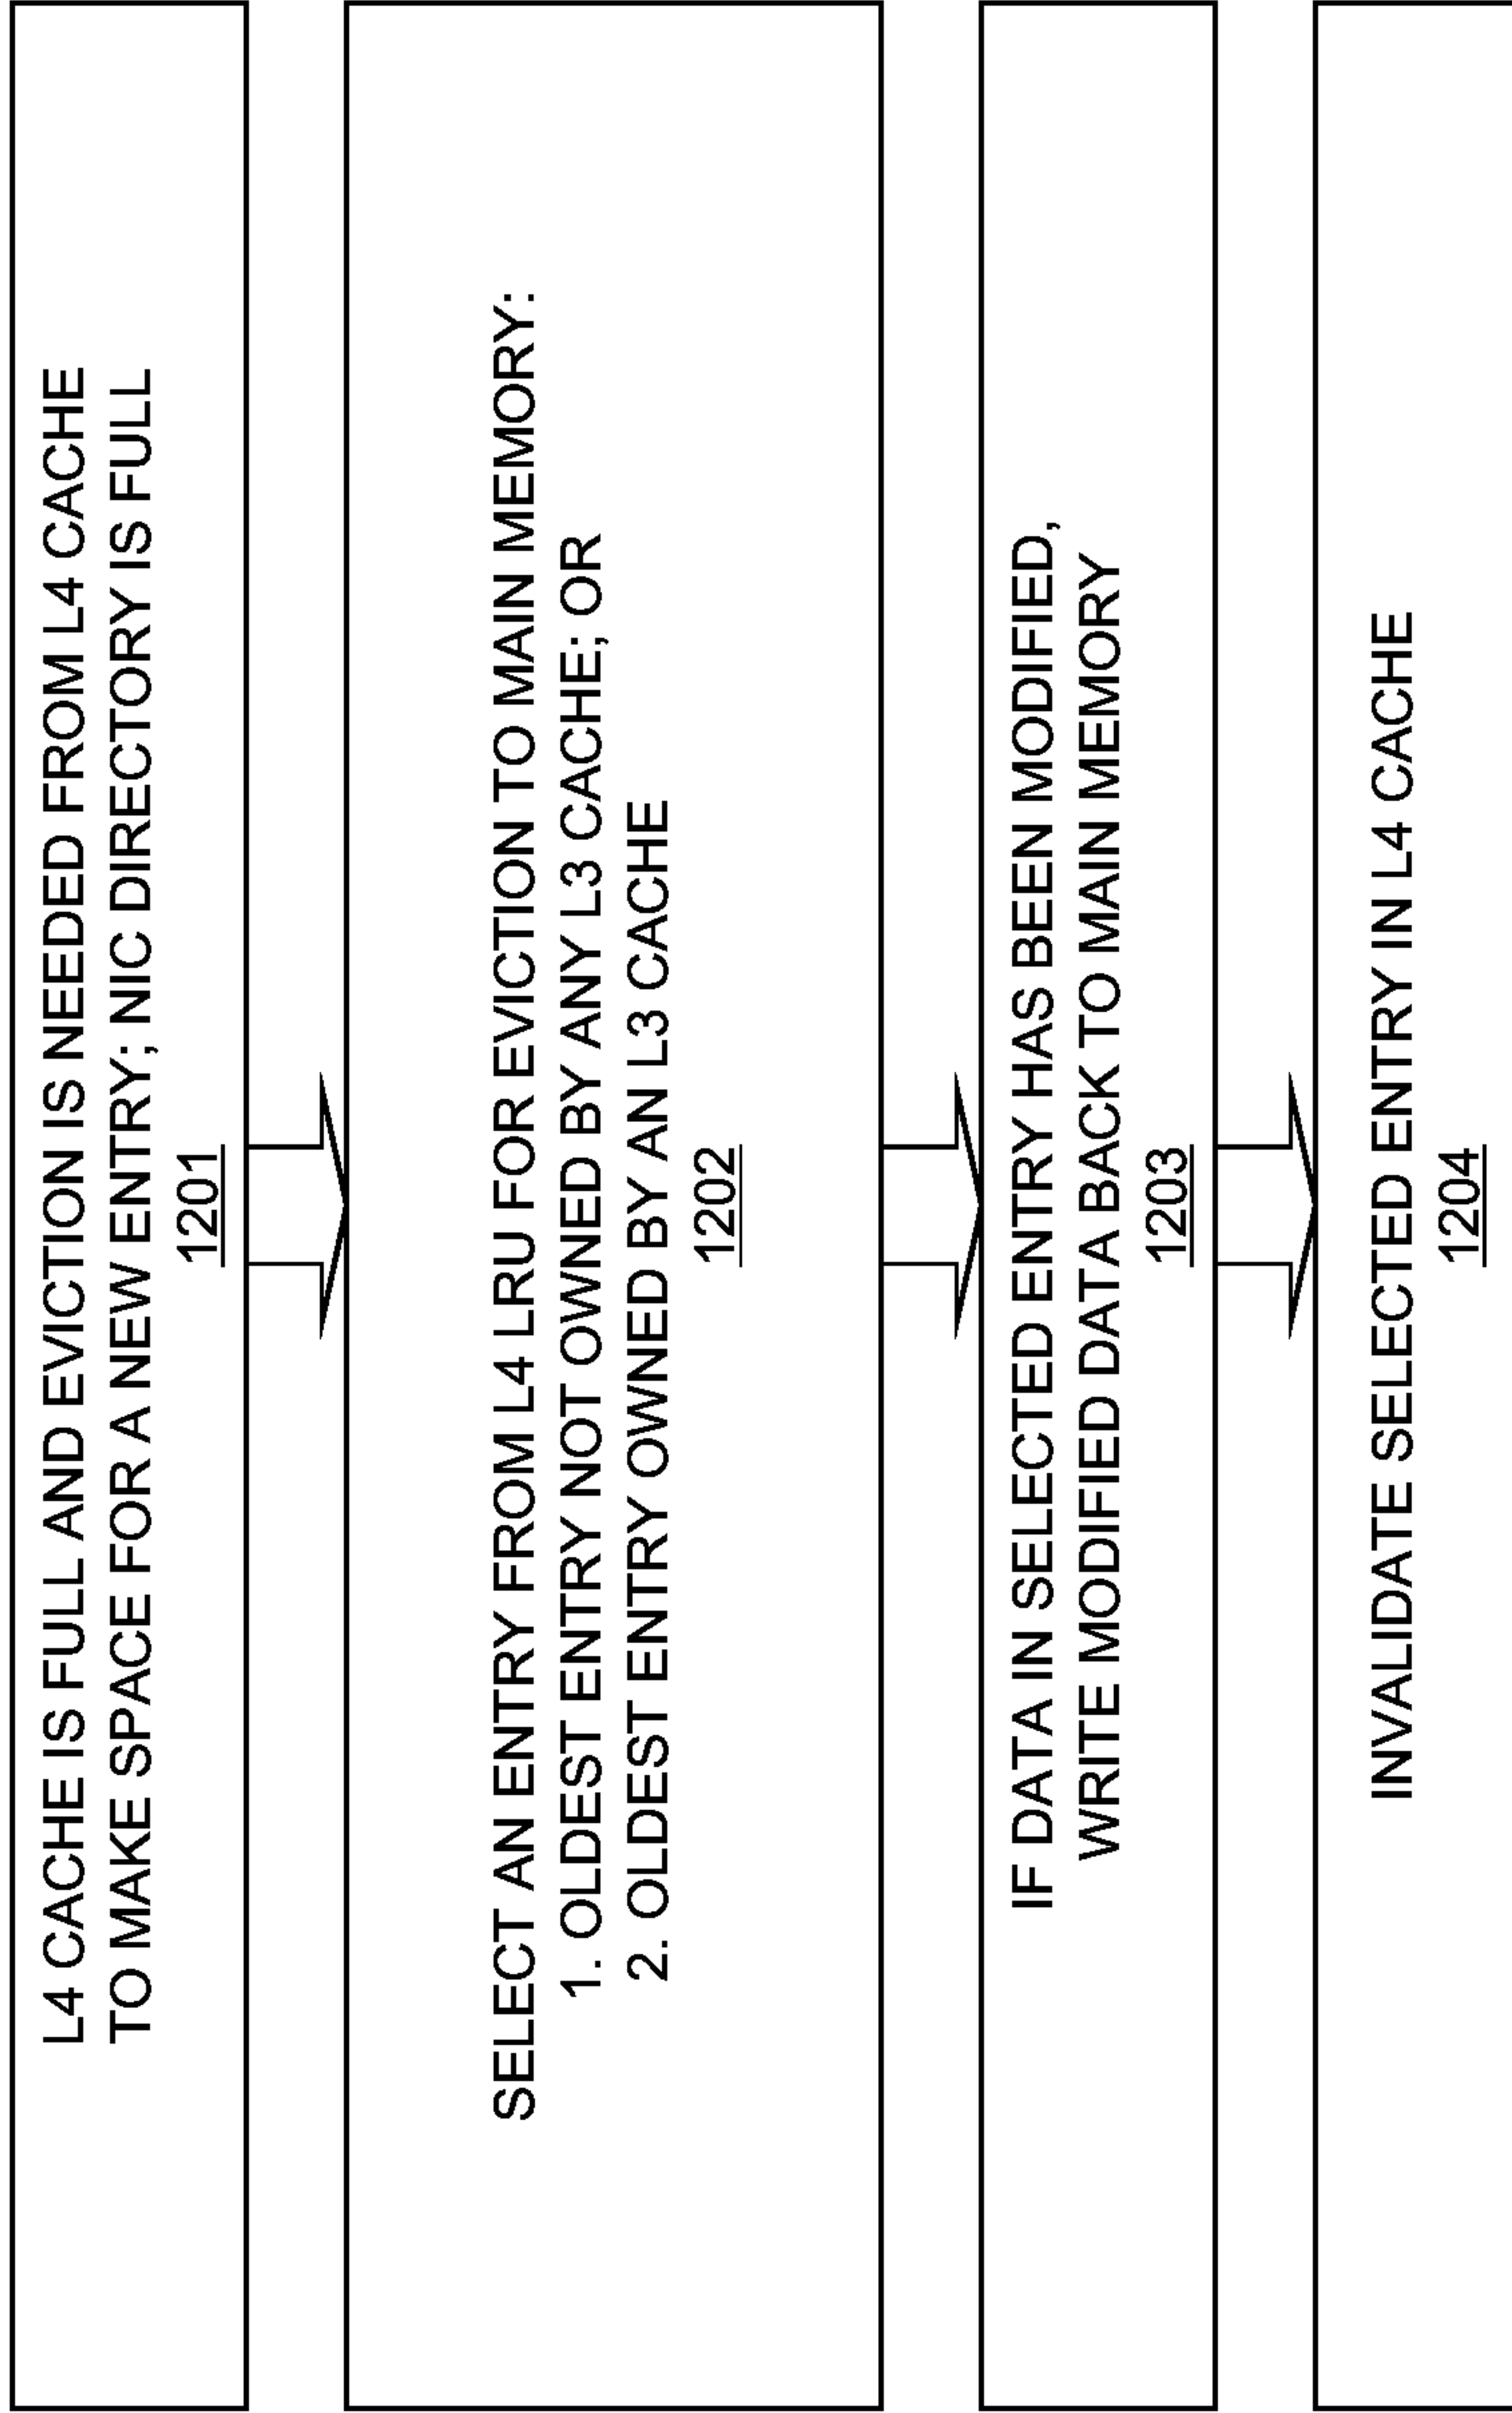 L4 CACHE IS FULL AND EVICTION IS NEEDED FROM L4 CACHE
TO MAKE SPACE FOR A NEW ENTRY; NIC DIRECTORY IS FULL
1201
SELECT AN ENTRY FROM L4 LRU FOR EVICTION TO MAIN MEMORY:
1. OLDEST ENTRY NOT OWNED BY ANY L3 CACHE; OR
2. OLDEST ENTRY OWNED BY AN L3 CACHE
1202
IF DATA IN SELECTED ENTRY HAS BEEN MODIFIED,
WRITE MODIFIED DATA BACK TO MAIN MEMORY
1203
INVALIDATE SELECTED ENTRY IN L4 CACHE
1204